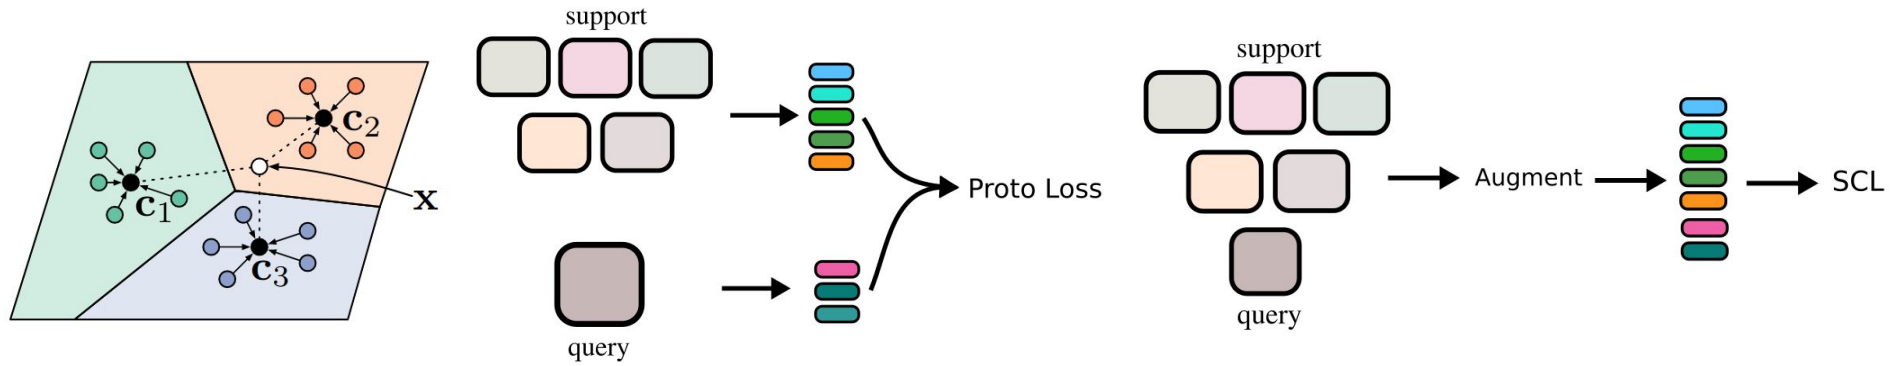 c₂
c₁
c₃
x
support
query
Proto Loss
support
query
Augment
SCL